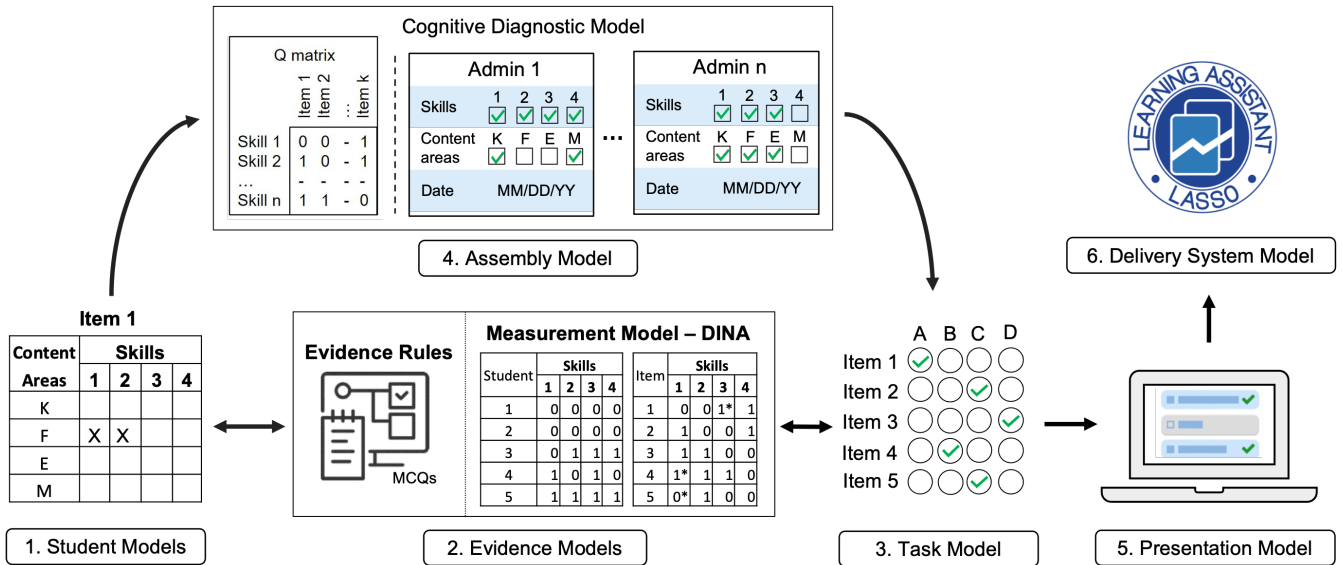 Cognitive Diagnostic Model
Q matrix
Item 1 Item 2 ... Item k
Skill 1 0 0 - 1
Skill 2 1 0 - 1
... - - - -
Skill n 1 1 - 0
Admin 1
Skills 1 2 3 4
Content areas K F E M
Date MM/DD/YY
...
Admin n
Skills 1 2 3 4
Content areas K F E M
Date MM/DD/YY
4. Assembly Model
LEARNING ASSISTANT
LASSO
6. Delivery System Model
Item 1
Content Areas Skills
1 2 3 4
K
F X X
E
M
1. Student Models
Evidence Rules
MCQs
Measurement Model – DINA
Student Skills
1 2 3 4
1 0 0 0 0
2 0 0 0 0
3 0 1 1 1
4 1 0 1 0
5 1 1 1 1
Item Skills
1 2 3 4
1 0 0 1* 1
2 1 0 0 1
3 1 1 0 0
4 1* 1 1 0
5 0* 1 0 0
2. Evidence Models
A B C D
Item 1
Item 2
Item 3
Item 4
Item 5
3. Task Model
5. Presentation Model